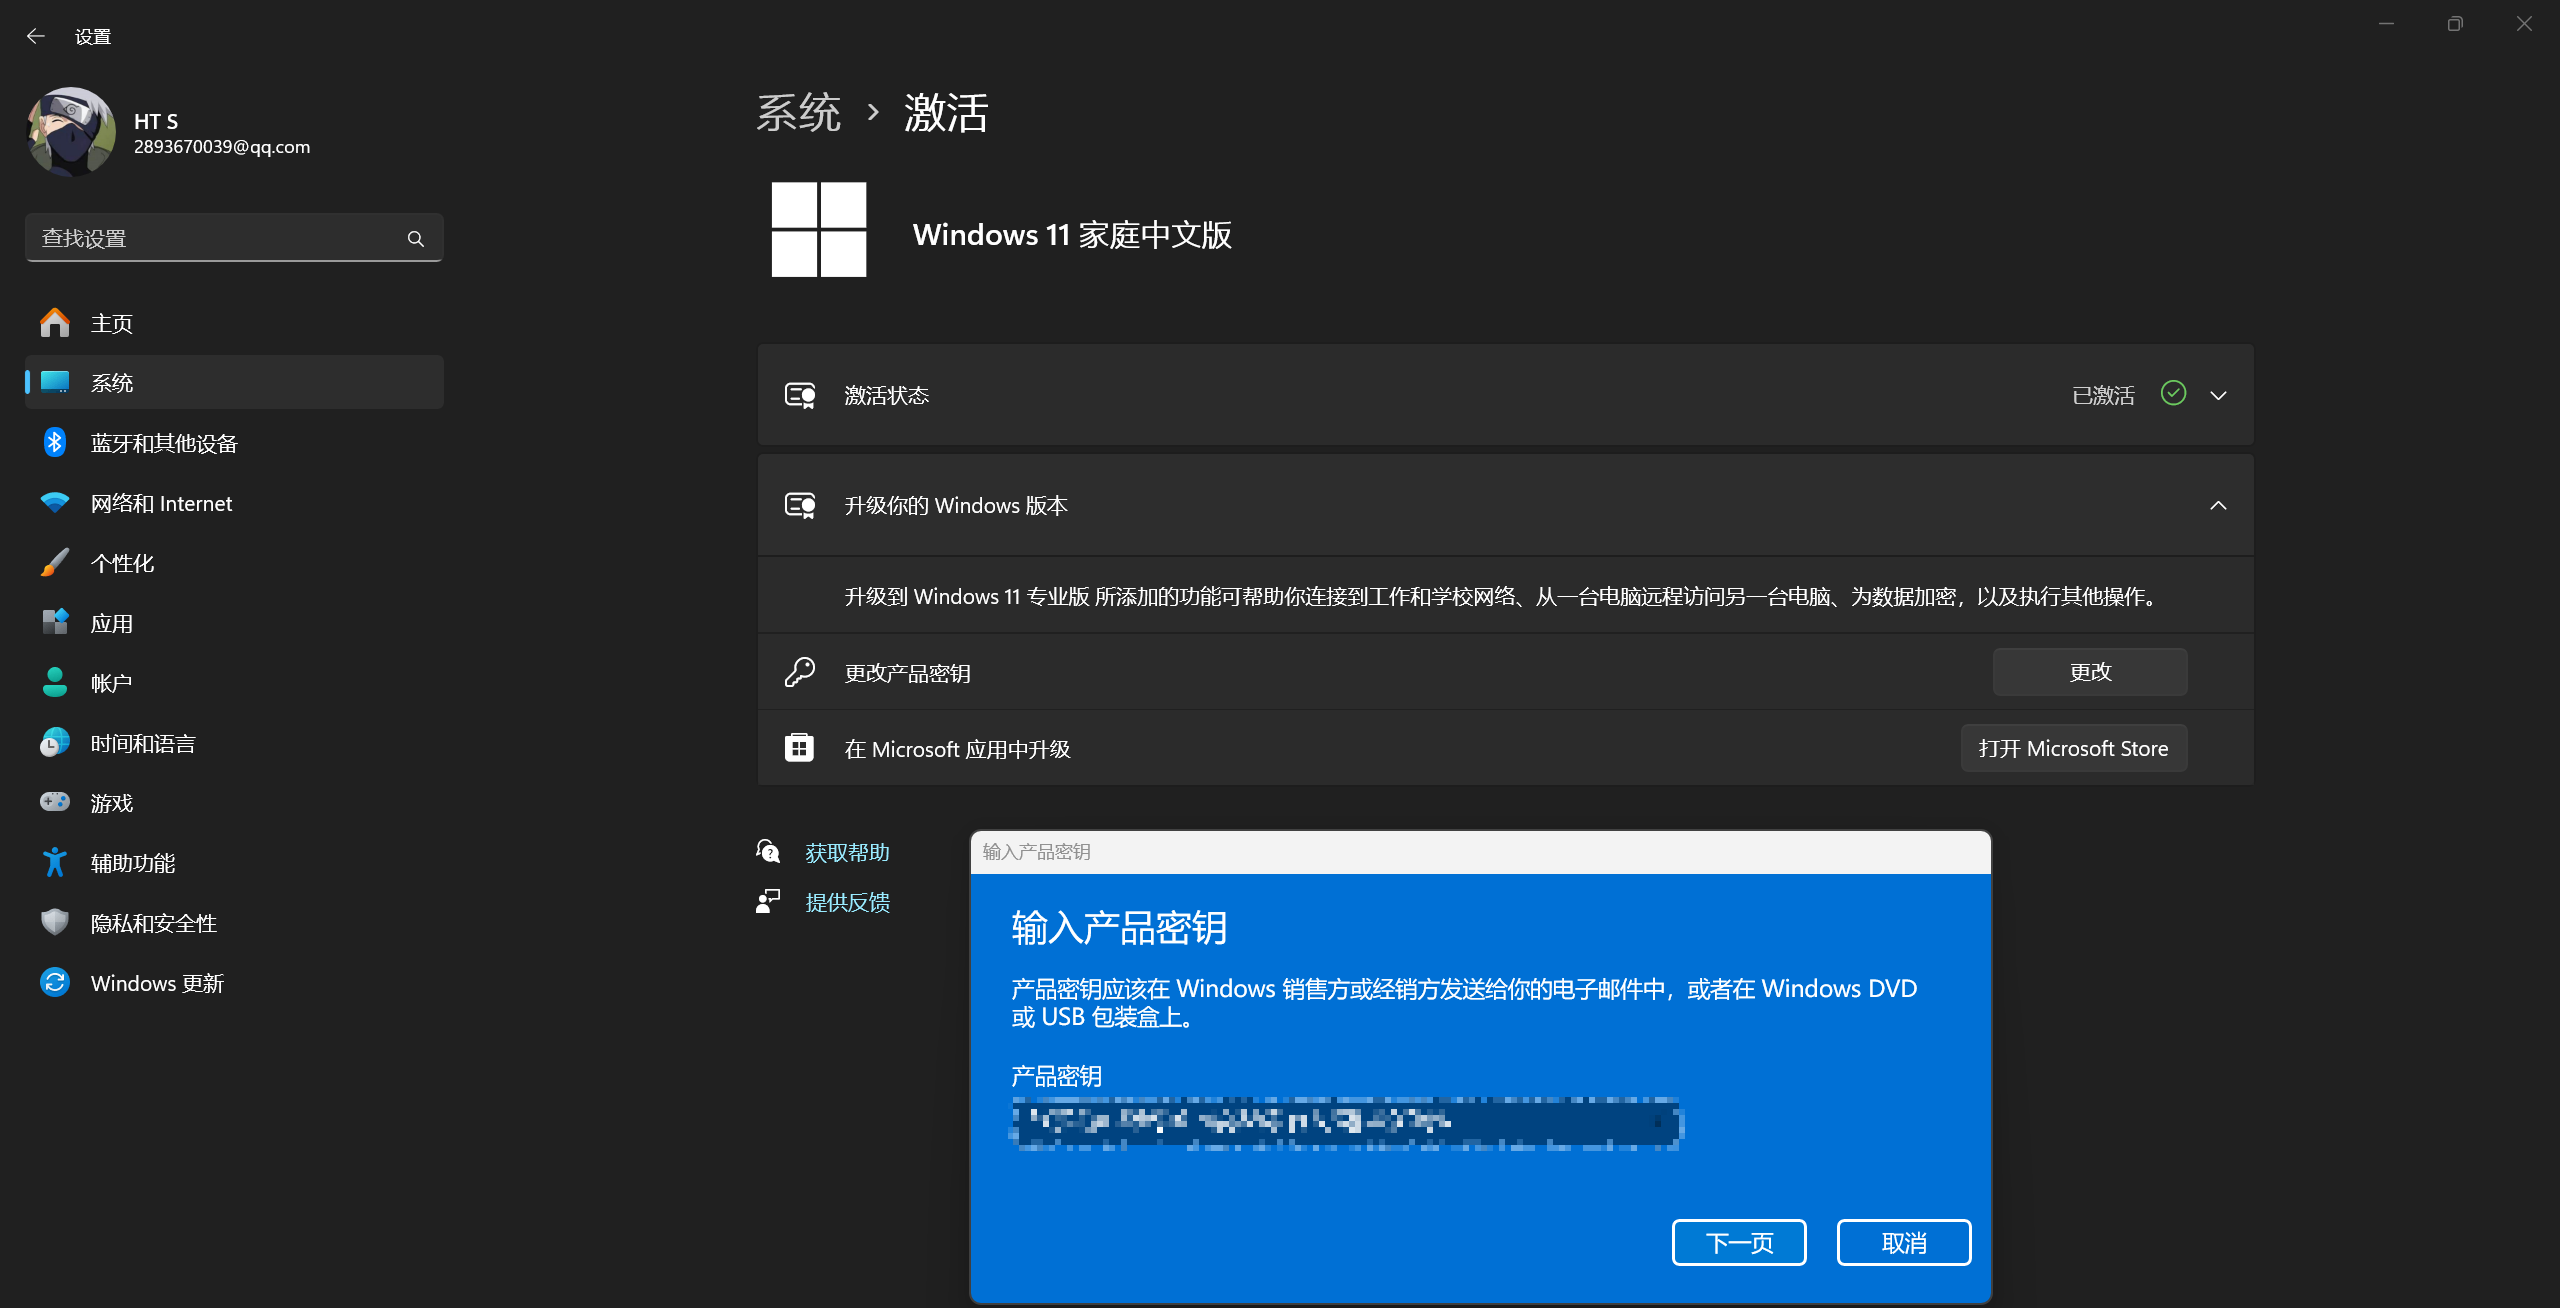 设置
HT S
2893670039@qq.com
查找设置
主页
系统
蓝牙和其他设备
网络和 Internet
个性化
应用
帐户
时间和语言
游戏
辅助功能
隐私和安全性
Windows 更新
系统 › 激活
Windows 11 家庭中文版
激活状态
已激活
升级你的 Windows 版本
升级到 Windows 11 专业版 所添加的功能可帮助你连接到工作和学校网络、从一台电脑远程访问另一台电脑、为数据加密，以及执行其他操作。
更改产品密钥
更改
在 Microsoft 应用中升级
打开 Microsoft Store
获取帮助
提供反馈
输入产品密钥
输入产品密钥
产品密钥应该在 Windows 销售方或经销方发送给你的电子邮件中，或者在 Windows DVD
或 USB 包装盒上。
产品密钥
下一页
取消